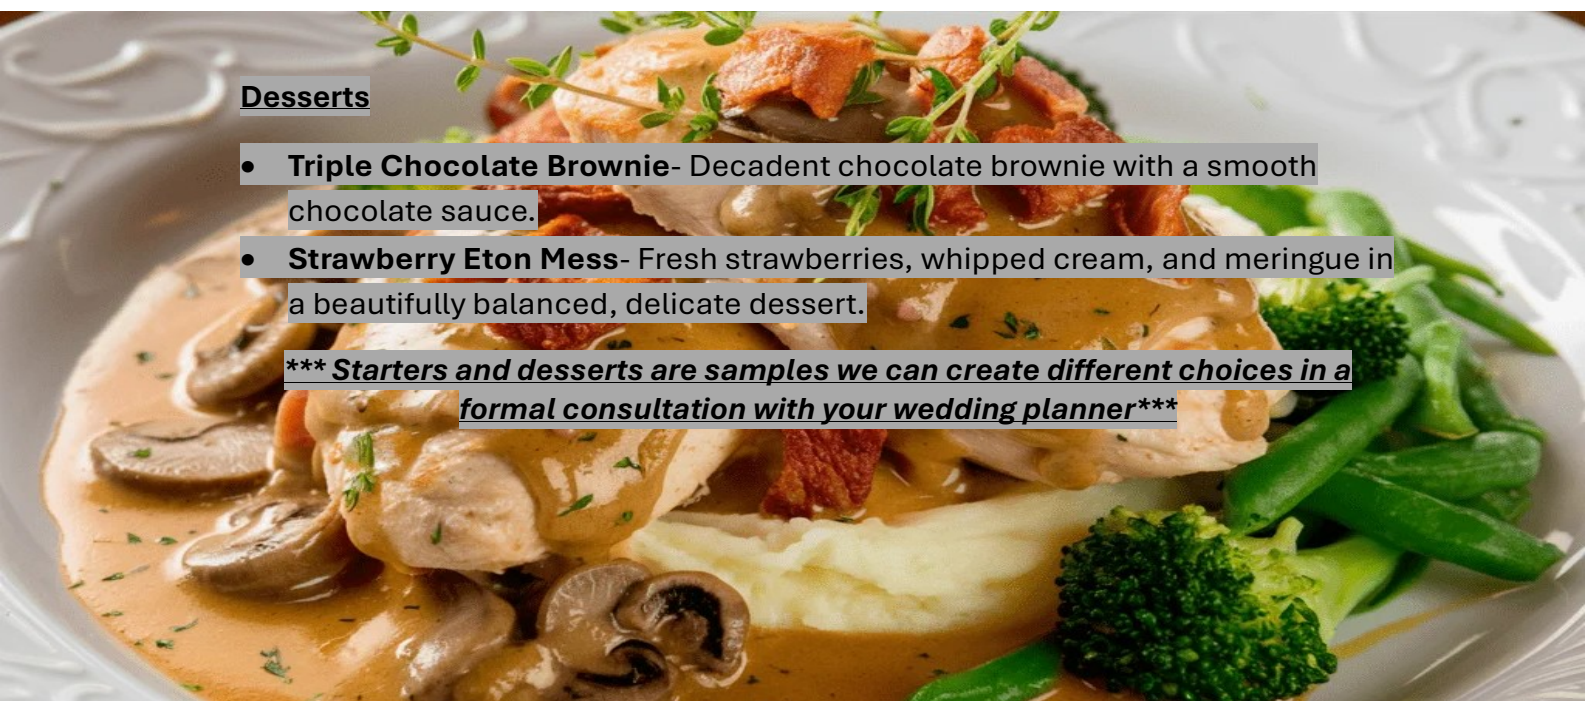 Desserts
• Triple Chocolate Brownie- Decadent chocolate brownie with a smooth
chocolate sauce.
• Strawberry Eton Mess- Fresh strawberries, whipped cream, and meringue in
a beautifully balanced, delicate dessert.
*** Starters and desserts are samples we can create different choices in a
formal consultation with your wedding planner***